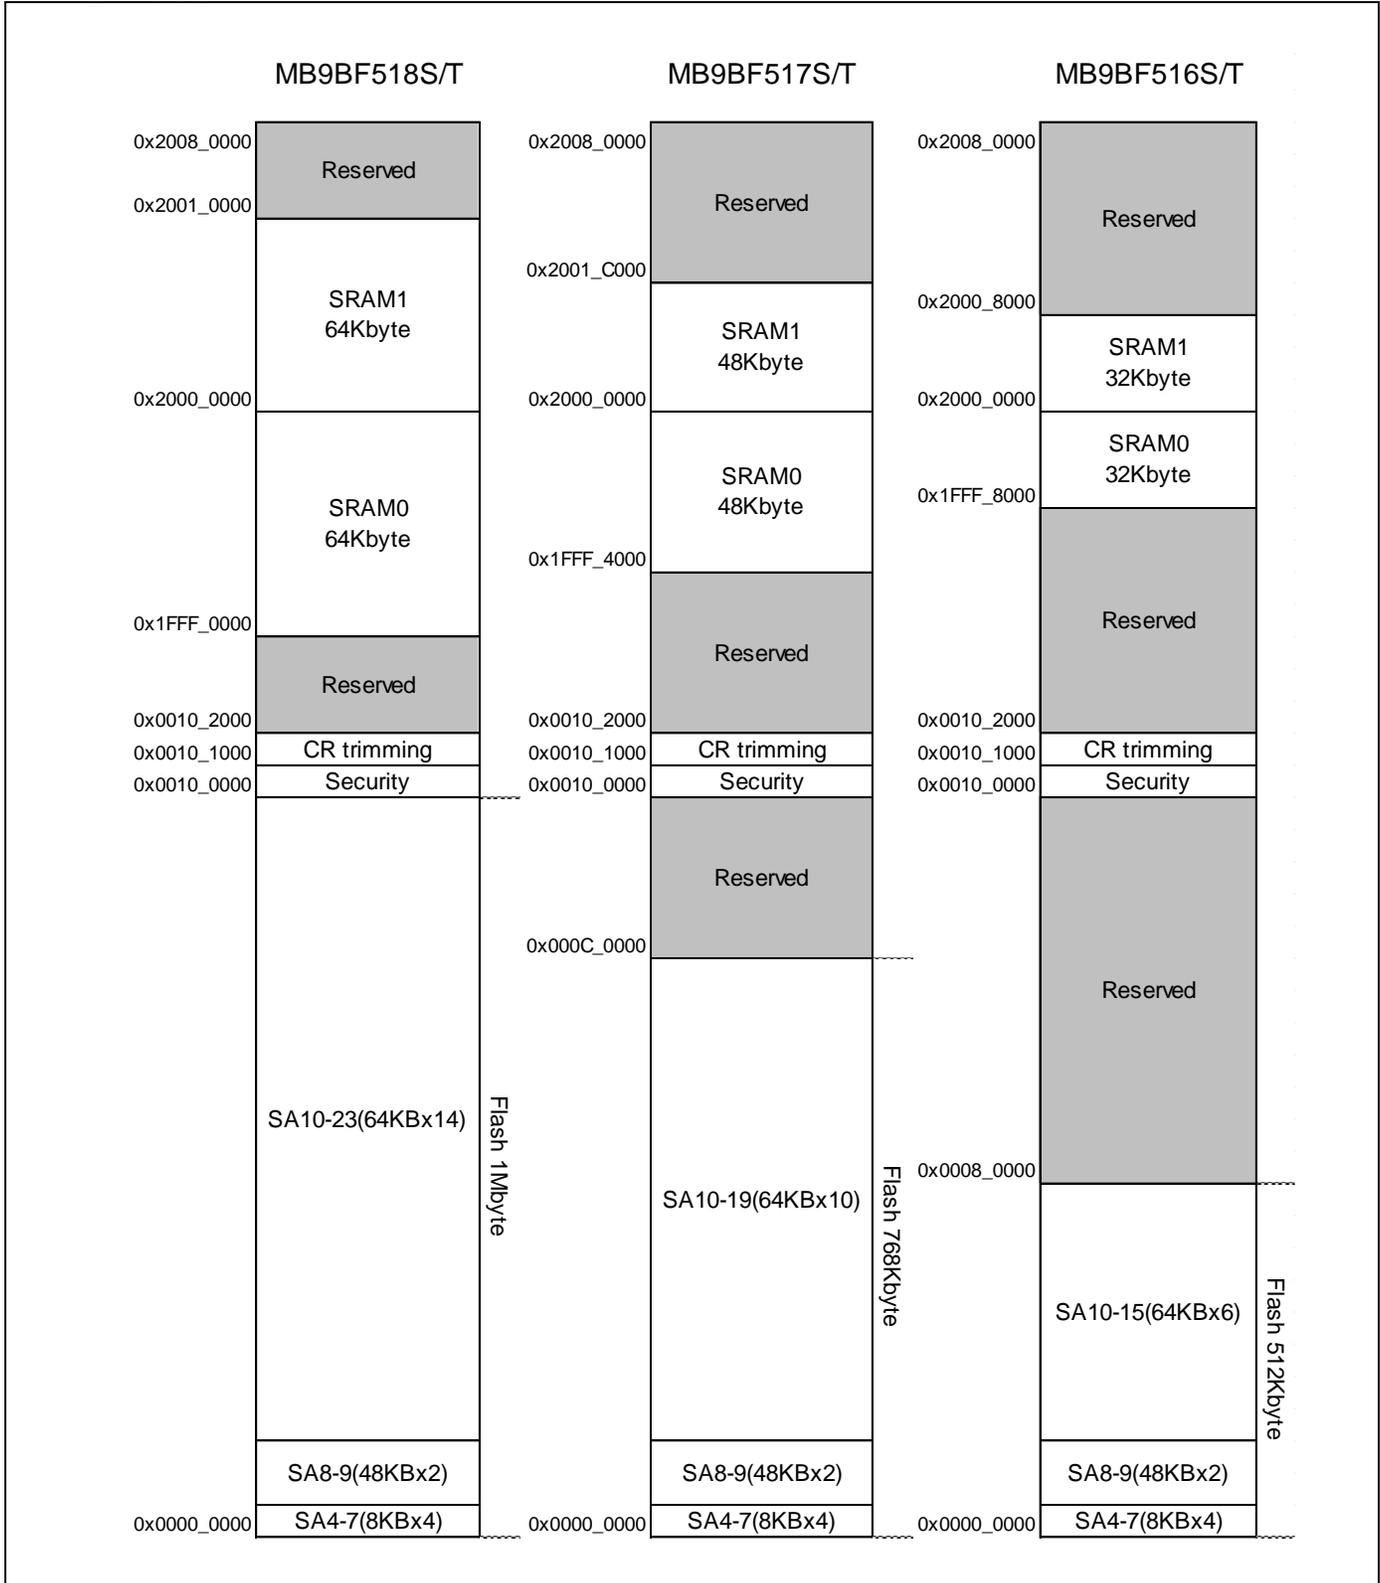 MB9BF518S/T
0x2008_0000
Reserved
0x2001_0000
SRAM1
64Kbyte
0x2000_0000
SRAM0
64Kbyte
0x1FFF_0000
Reserved
0x0010_2000
0x0010_1000
CR trimming
0x0010_0000
Security
SA10-23(64KBx14)
Flash 1Mbyte
SA8-9(48KBx2)
0x0000_0000
SA4-7(8KBx4)
MB9BF517S/T
0x2008_0000
Reserved
0x2001_C000
SRAM1
48Kbyte
0x2000_0000
SRAM0
48Kbyte
0x1FFF_4000
Reserved
0x0010_2000
0x0010_1000
CR trimming
0x0010_0000
Security
Reserved
0x000C_0000
SA10-19(64KBx10)
Flash 768Kbyte
SA8-9(48KBx2)
0x0000_0000
SA4-7(8KBx4)
MB9BF516S/T
0x2008_0000
Reserved
0x2000_8000
SRAM1
32Kbyte
0x2000_0000
SRAM0
32Kbyte
0x1FFF_8000
Reserved
0x0010_2000
0x0010_1000
CR trimming
0x0010_0000
Security
Reserved
0x0008_0000
SA10-15(64KBx6)
Flash 512Kbyte
SA8-9(48KBx2)
0x0000_0000
SA4-7(8KBx4)